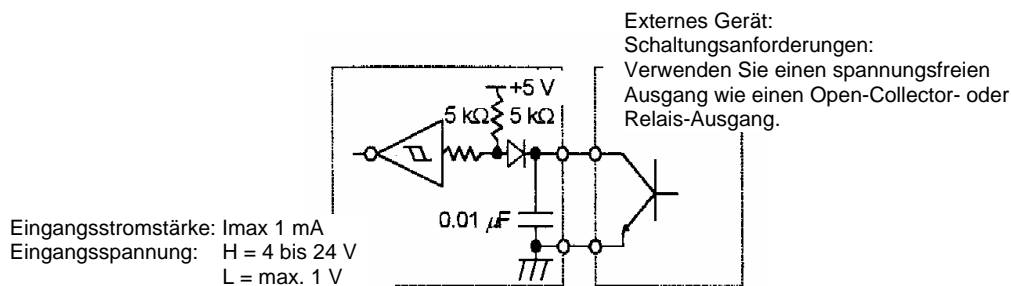 Externes Gerät:
Schaltungsanforderungen:
Verwenden Sie einen spannungsfreien
Ausgang wie einen Open-Collector- oder
Relais-Ausgang.
+5 V
5 kΩ 5 kΩ
0.01 µF
Eingangsstromstärke: Imax 1 mA
Eingangsspannung: H = 4 bis 24 V
L = max. 1 V